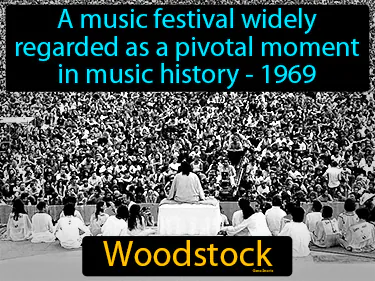 A music festival widely
regarded as a pivotal moment
in music history - 1969
Woodstock